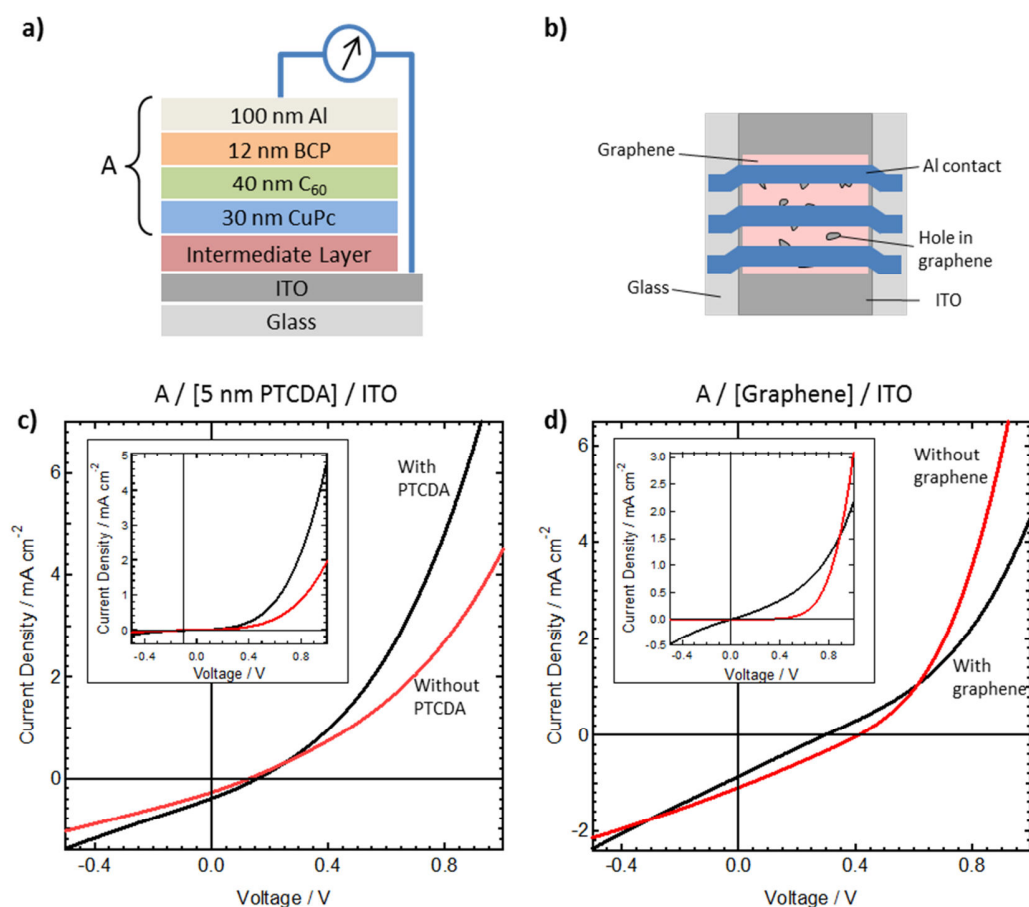 a)
A
100 nm Al
12 nm BCP
40 nm C60
30 nm CuPc
Intermediate Layer
ITO
Glass
b)
Graphene
Al contact
Hole in
graphene
Glass
ITO
A / [5 nm PTCDA] / ITO
c)
With
PTCDA
Without
PTCDA
6
4
2
0
-0.4
0.0
0.4
0.8
Current Density / mA cm-2
Voltage / V
5
4
3
2
1
0
-0.4
0.0
0.4
0.8
Current Density / mA cm-2
Voltage / V
A / [Graphene] / ITO
d)
Without
graphene
With
graphene
6
4
2
0
-2
-0.4
0.0
0.4
0.8
Current Density / mA cm-2
Voltage / V
3.0
2.5
2.0
1.5
1.0
0.5
0.0
-0.5
-0.4
0.0
0.4
0.8
Current Density / mA cm-2
Voltage / V